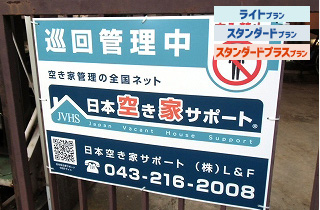 巡回管理中
ライトプラン
スタンダードプラン
スタンダードプラスプラン
空き家管理の全国ネット
JVHS
日本空き家サポート®
Japan Vacant House Support
日本空き家サポート (株)L&F
043-216-2008